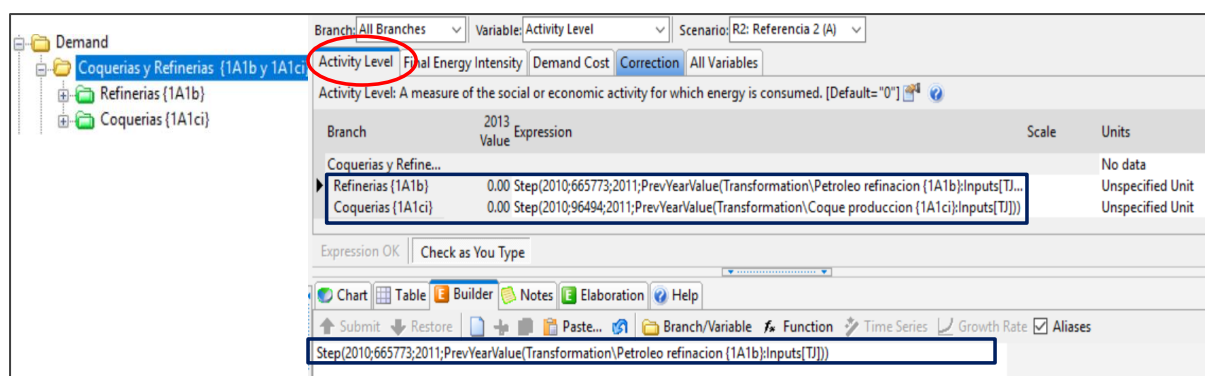 Demand
Coquerias y Refinerias {1A1b y 1A1ci
Refinerias {1A1b}
Coquerias {1A1ci}
Branch: All Branches Variable: Activity Level Scenario: R2: Referencia 2 (A)
Activity Level Final Energy Intensity Demand Cost Correction All Variables
Activity Level: A measure of the social or economic activity for which energy is consumed. [Default="0"]
Branch 2013 Value Expression Scale Units
Coquerias y Refine... No data
Refinerias {1A1b} 0.00 Step(2010;665773;2011;PrevYearValue(Transformation\Petroleo refinacion {1A1b}:Inputs[TJ... Unspecified Unit
Coquerias {1A1ci} 0.00 Step(2010;96494;2011;PrevYearValue(Transformation\Coque produccion {1A1ci}:Inputs[TJ])) Unspecified Unit
Expression OK Check as You Type
Chart Table Builder Notes Elaboration Help
Submit Restore Paste... Branch/Variable fx Function Time Series Growth Rate Aliases
Step(2010;665773;2011;PrevYearValue(Transformation\Petroleo refinacion {1A1b}:Inputs[TJ]))